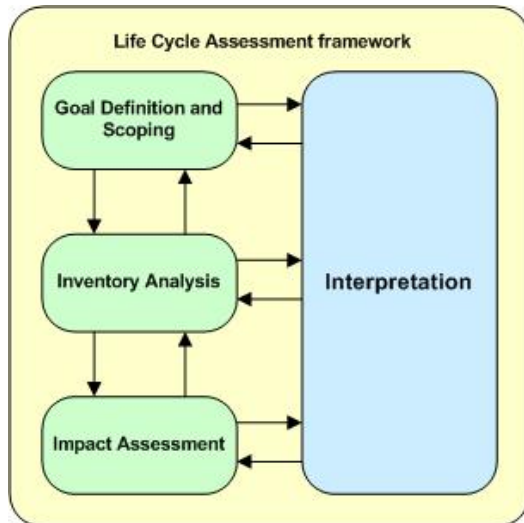 Life Cycle Assessment framework
Goal Definition and
Scoping
Inventory Analysis
Interpretation
Impact Assessment